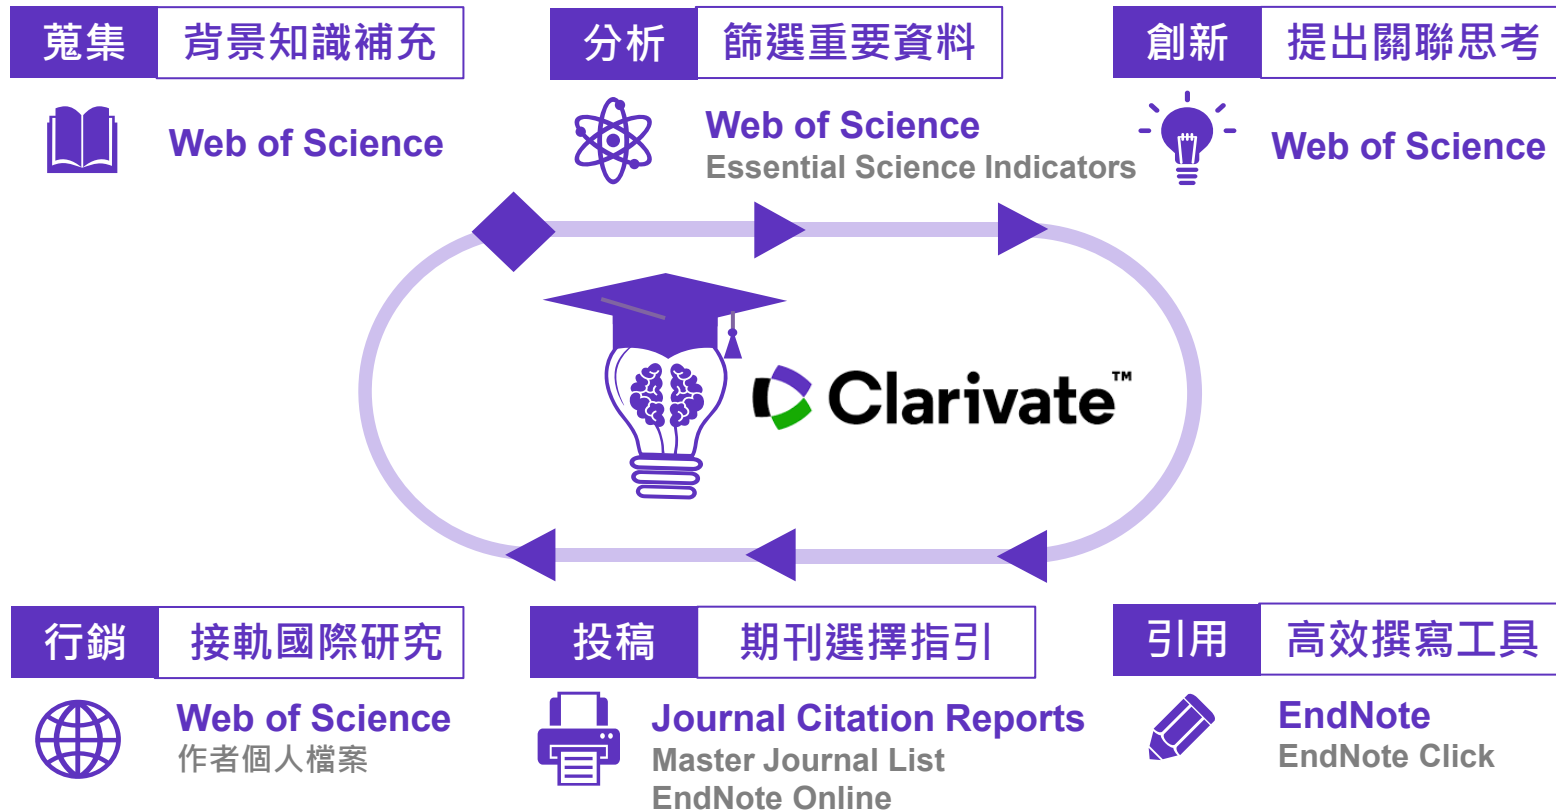 蒐集 背景知識補充
Web of Science
分析 篩選重要資料
Web of Science
Essential Science Indicators
創新 提出關聯思考
Web of Science
Clarivate™
行銷 接軌國際研究
Web of Science
作者個人檔案
投稿 期刊選擇指引
Journal Citation Reports
Master Journal List
EndNote Online
引用 高效撰寫工具
EndNote
EndNote Click